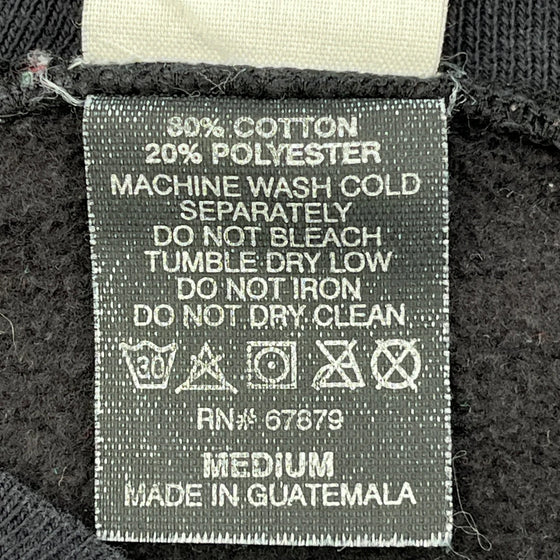 80% COTTON
20% POLYESTER
MACHINE WASH COLD
SEPARATELY
DO NOT BLEACH
TUMBLE DRY LOW
DO NOT IRON
DO NOT DRY CLEAN
30
RN# 67879
MEDIUM
MADE IN GUATEMALA